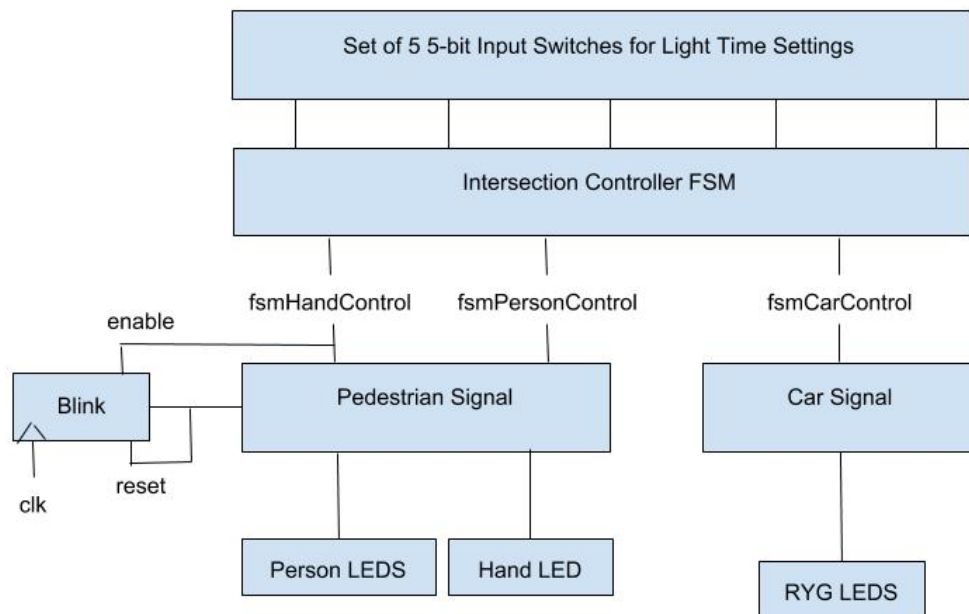 Set of 5 5-bit Input Switches for Light Time Settings
Intersection Controller FSM
fsmHandControl
fsmPersonControl
fsmCarControl
enable
Blink
Pedestrian Signal
Car Signal
reset
clk
Person LEDS
Hand LED
RYG LEDS